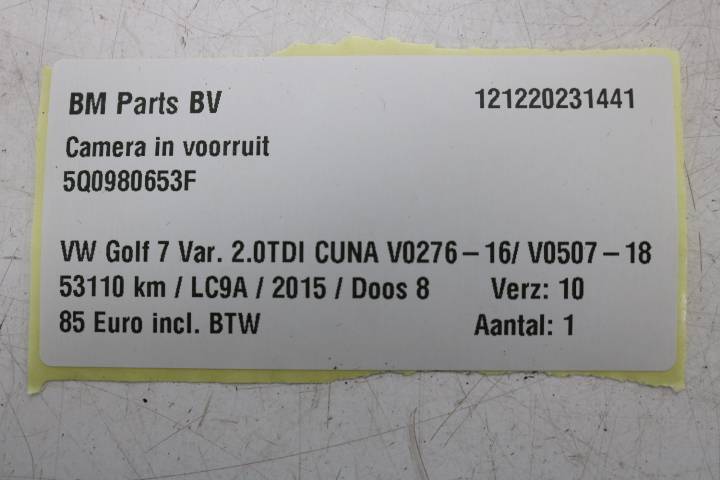 BM Parts BV 121220231441
Camera in voorruit
5Q0980653F
VW Golf 7 Var. 2.0TDI CUNA V0276-16/ V0507-18
53110 km / LC9A / 2015 / Doos 8 Verz: 10
85 Euro incl. BTW Aantal: 1